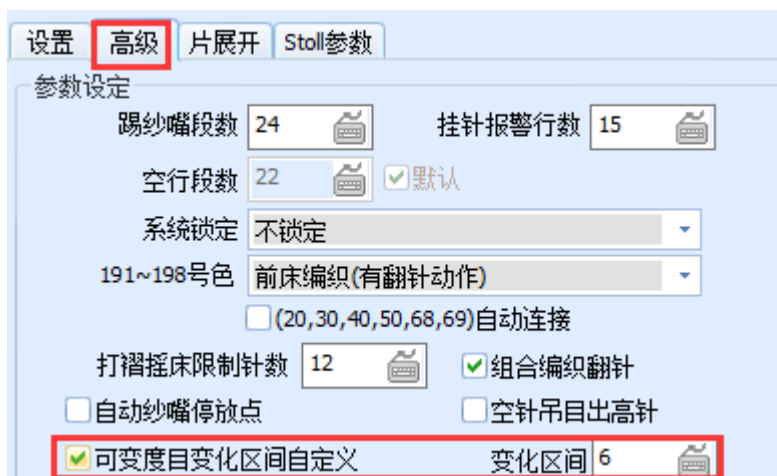 设置 高级 片展开 Stoll参数
参数设定
踢纱嘴段数 24 挂针报警行数 15
空行段数 22 默认
系统锁定 不锁定
191~198号色 前床编织(有翻针动作)
(20,30,40,50,68,69)自动连接
打褶摇床限制针数 12 组合编织翻针
自动纱嘴停放点 空针吊目出高针
可变度目变化区间自定义 变化区间 6